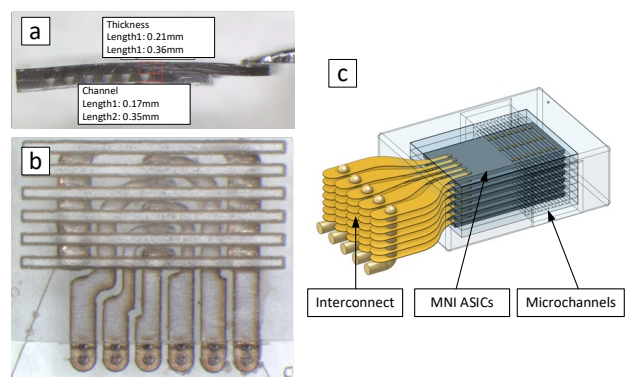 a
Thickness
Length1: 0.21mm
Length1: 0.36mm
Channel
Length1: 0.17mm
Length2: 0.35mm
b
c
Interconnect
MNI ASICs
Microchannels